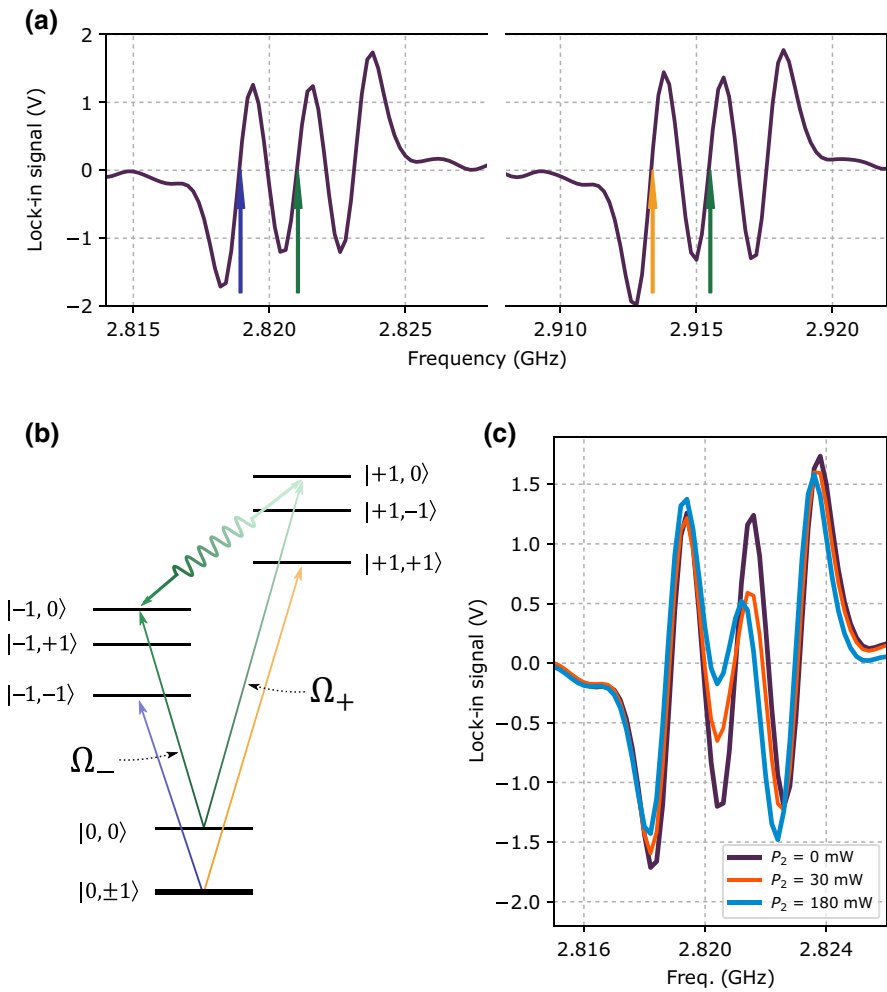 (a)
Lock-in signal (V)
2
1
0
−1
−2
2.815 2.820 2.825 2.910 2.915 2.920
Frequency (GHz)
(b)
|+1,0⟩
|+1,-1⟩
|+1,+1⟩
|-1,0⟩
|-1,+1⟩
|-1,-1⟩
Ω+
Ω−
|0,0⟩
|0,±1⟩
(c)
Lock-in signal (V)
1.5
1.0
0.5
0.0
−0.5
−1.0
−1.5
−2.0
P₂ = 0 mW
P₂ = 30 mW
P₂ = 180 mW
2.816 2.820 2.824
Freq. (GHz)